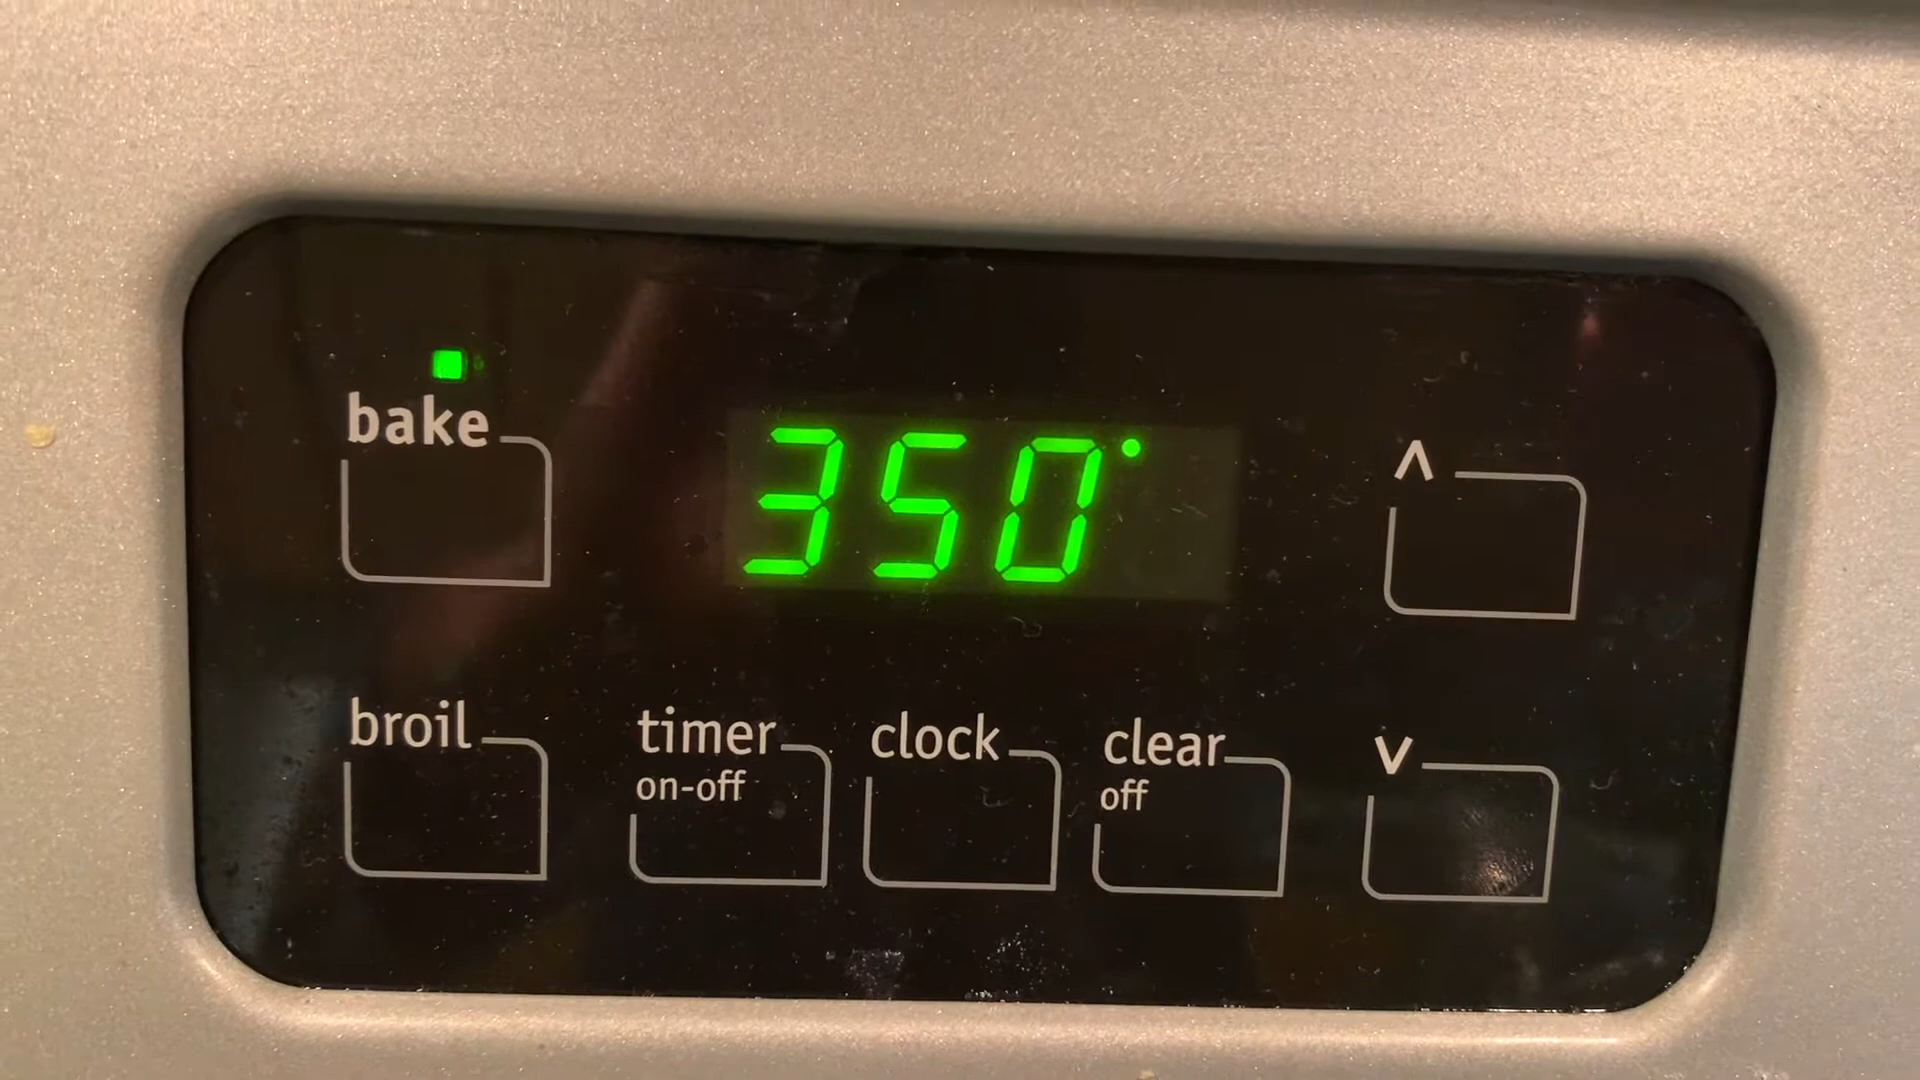 bake
350°
^
broil
timer
on-off
clock
clear
off
v